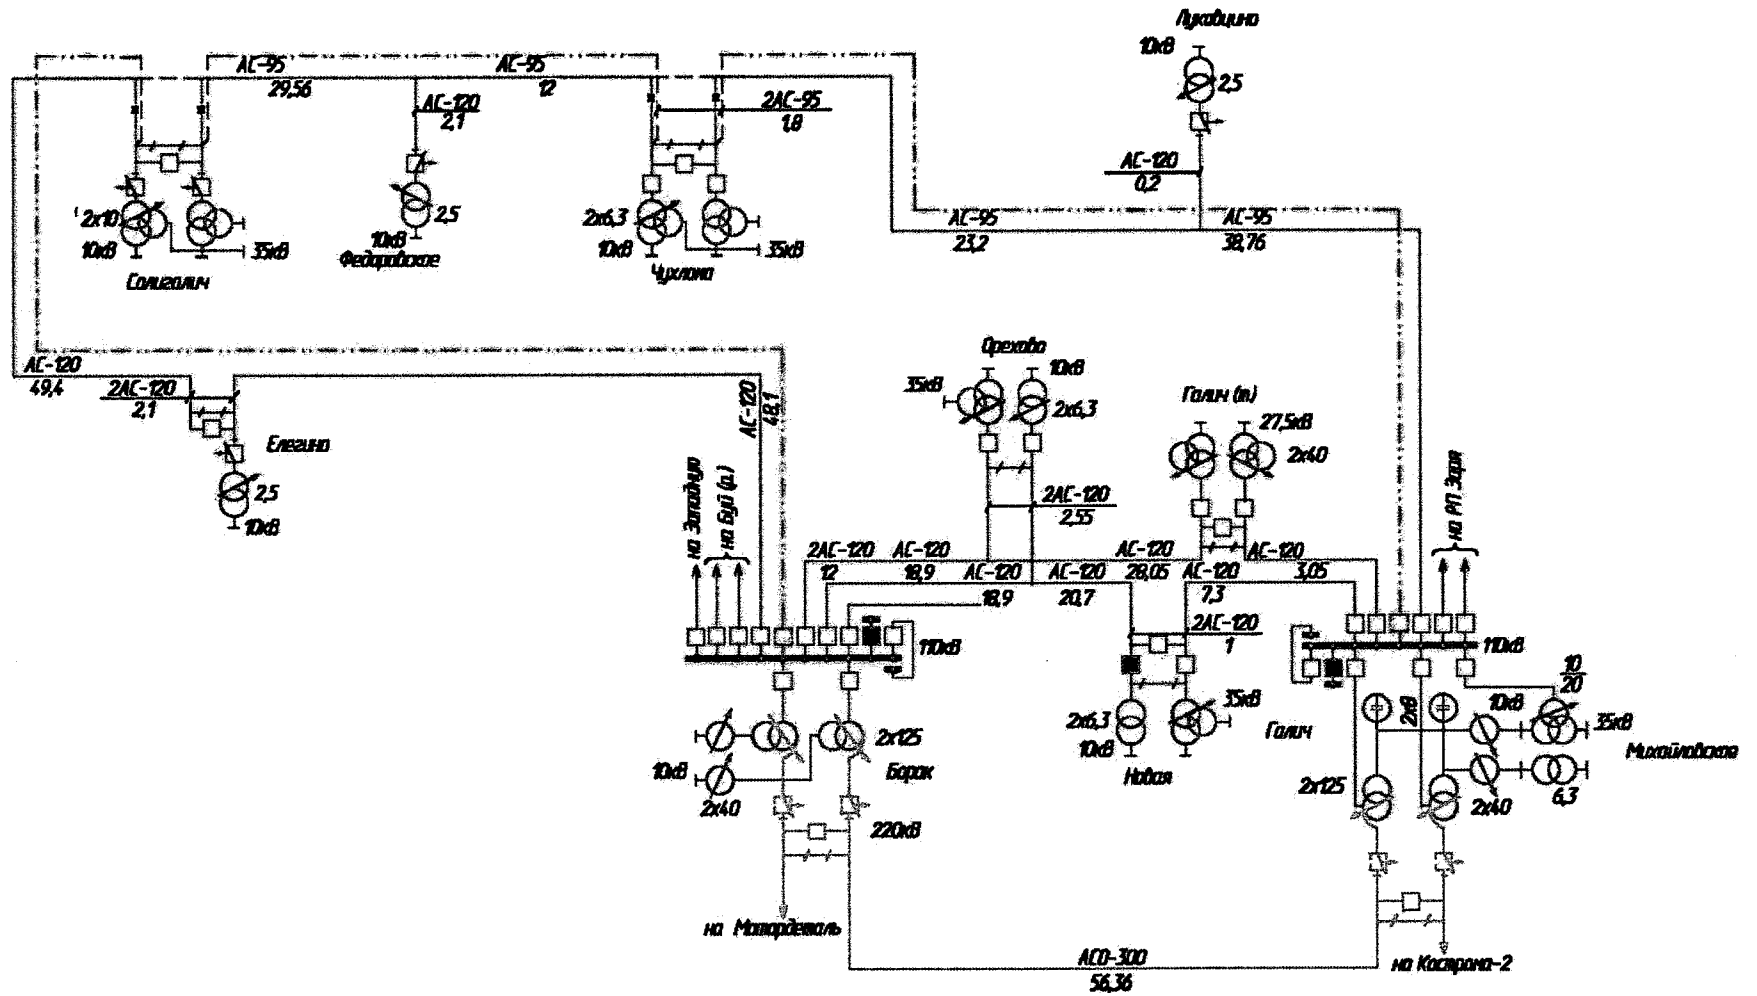 Луковцино
10кВ
2,5
АС-120
0,2
АС-95
29,56
АС-95
12
АС-120
2,1
2АС-95
1,8
2х10
10кВ
35кВ
Солигалич
2,5
10кВ
Федоровское
2х6,3
10кВ
35кВ
Чухлома
АС-95
23,2
АС-95
38,76
АС-120
49,4
2АС-120
2,1
Елегино
2,5
10кВ
АС-120
48,1
на Западную
на Буй (р.)
Орехово
35кВ
10кВ
2х6,3
2АС-120
2,55
Галич (т)
27,5кВ
2х40
на РП Заря
2АС-120
12
АС-120
18,9
АС-120
18,9
АС-120
20,7
АС-120
28,05
АС-120
7,3
АС-120
3,05
2АС-120
1
110кВ
110кВ
2х6,3
10кВ
35кВ
Новая
Галич
2хВ
10кВ
10
20
35кВ
Михайловское
6,3
2х125
2х40
2х125
Борок
10кВ
2х40
220кВ
на Мотордеталь
АСО-300
56,36
на Кострома-2